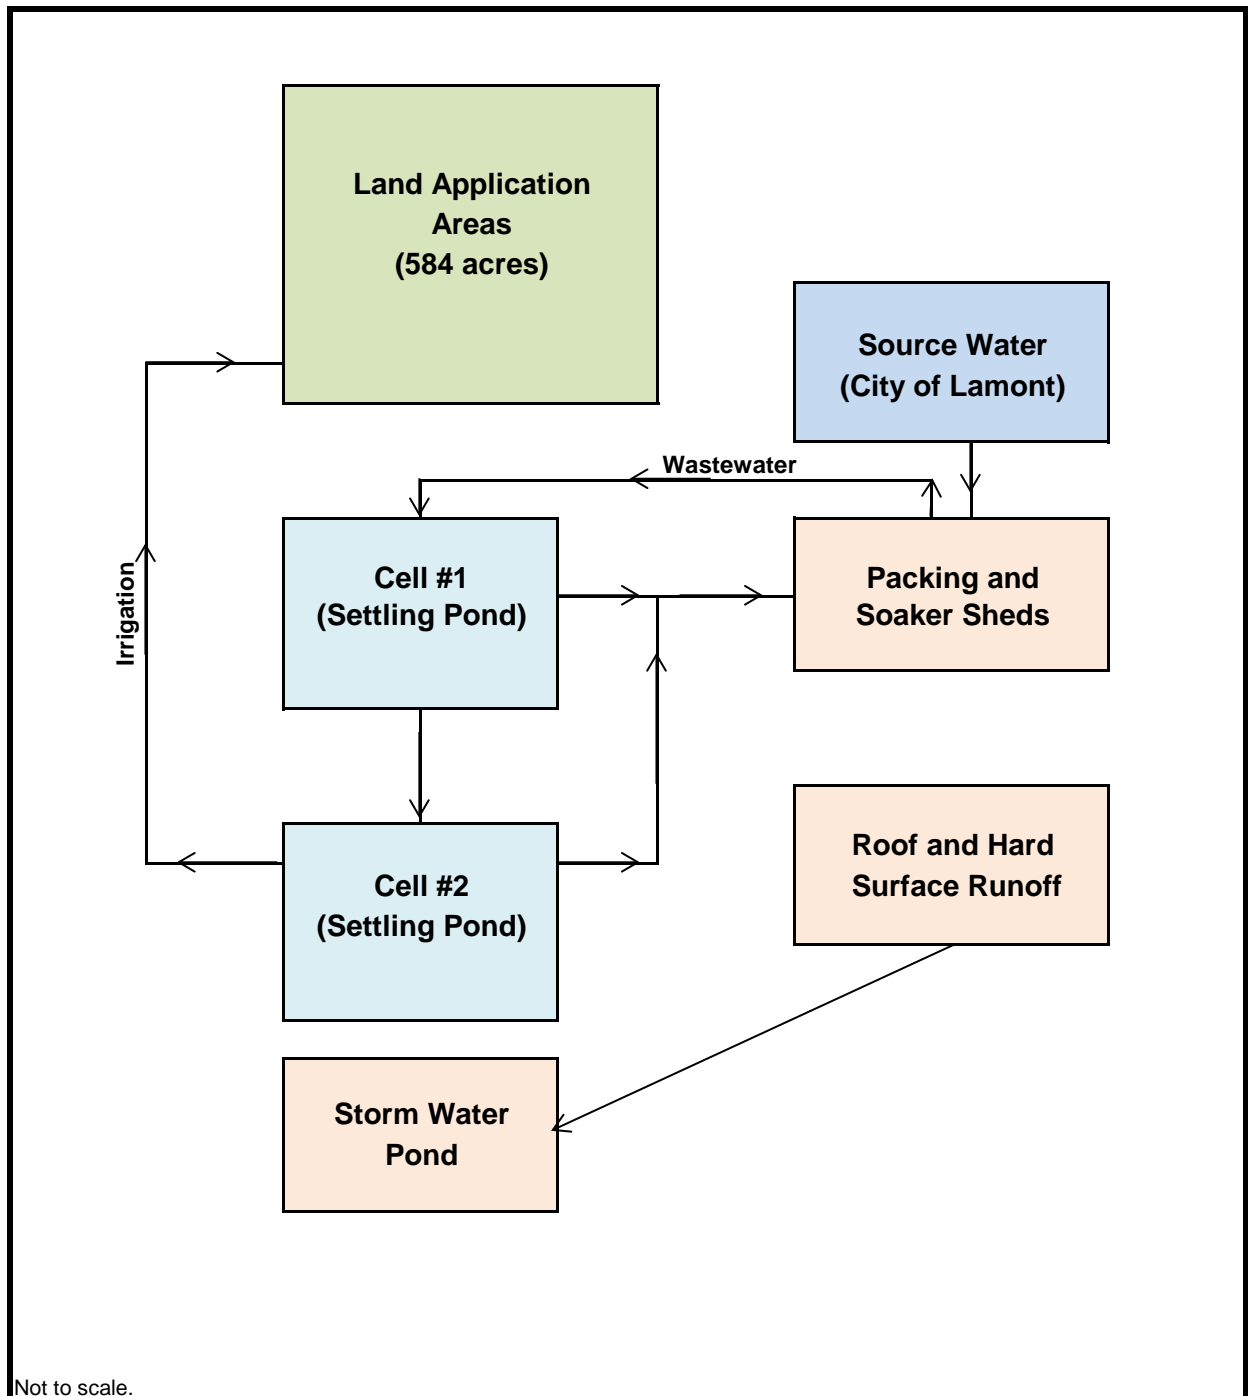 Land Application
Areas
(584 acres)
Source Water
(City of Lamont)
Wastewater
Cell #1
(Settling Pond)
Packing and
Soaker Sheds
Irrigation
Cell #2
(Settling Pond)
Roof and Hard
Surface Runoff
Storm Water
Pond
Not to scale.